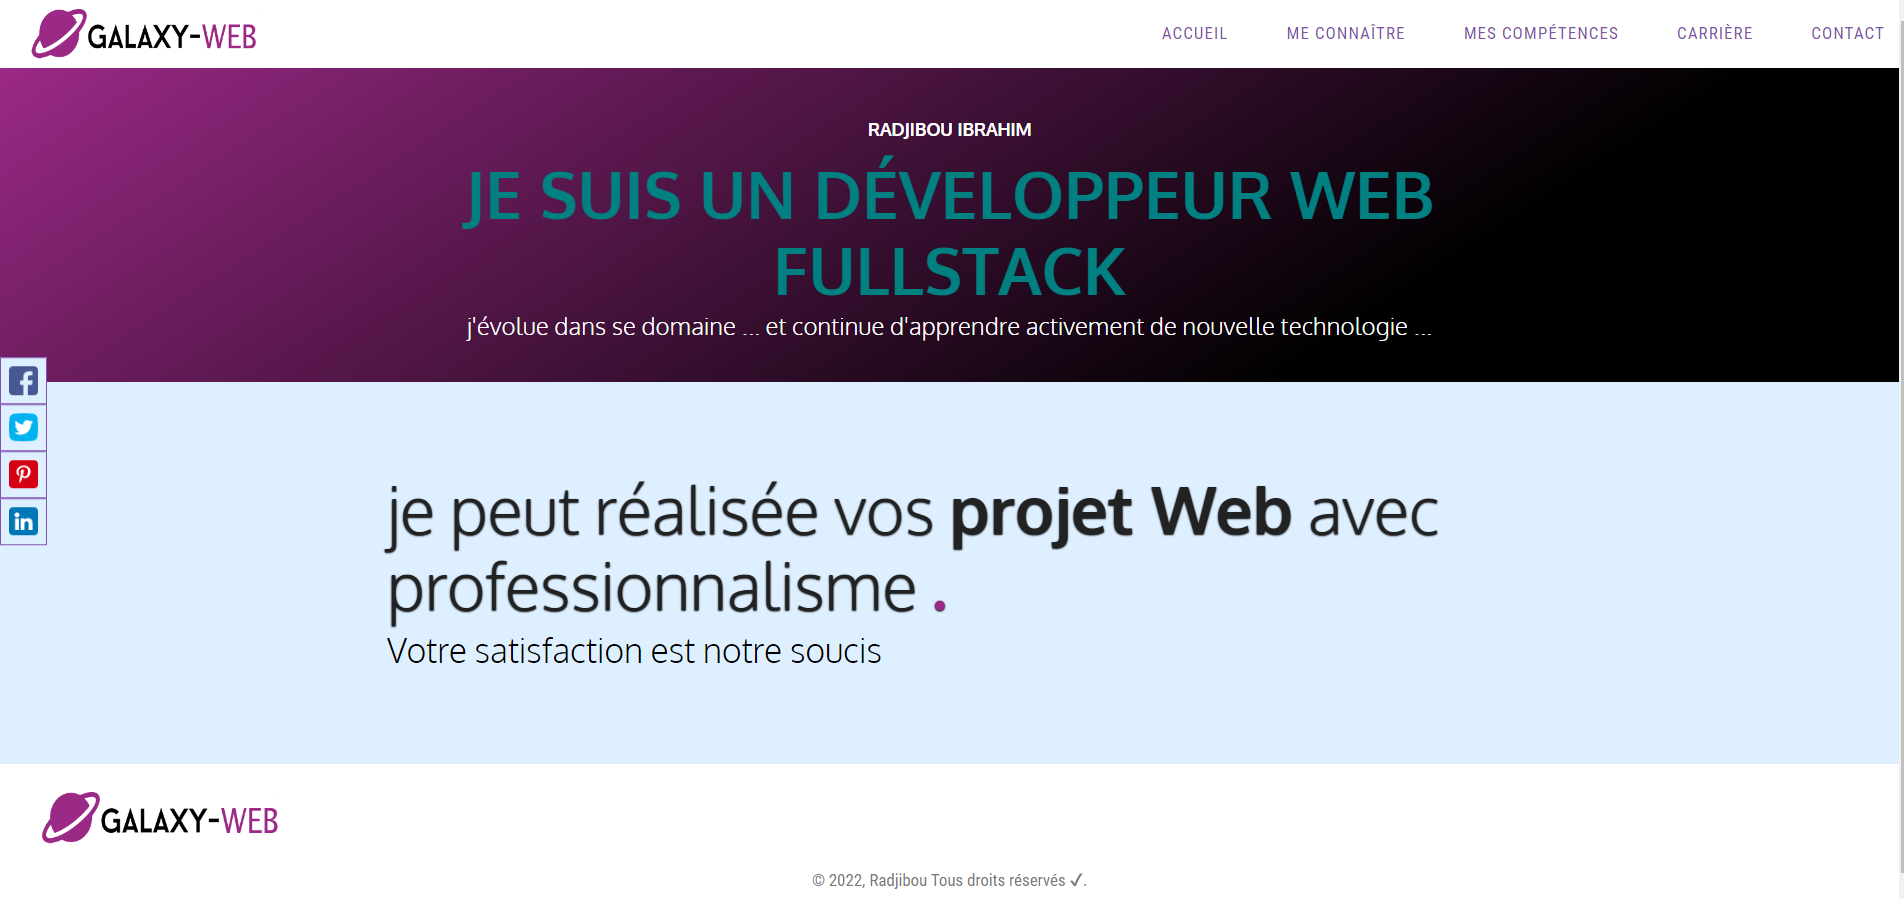 GALAXY-WEB
ACCUEIL ME CONNAÎTRE MES COMPÉTENCES CARRIÈRE CONTACT
RADJIBOU IBRAHIM
JE SUIS UN DÉVELOPPEUR WEB
FULLSTACK
j'évolue dans se domaine ... et continue d'apprendre activement de nouvelle technologie ...
je peut réalisée vos projet Web avec
professionnalisme .
Votre satisfaction est notre soucis
GALAXY-WEB
© 2022, Radjibou Tous droits réservés ✓.